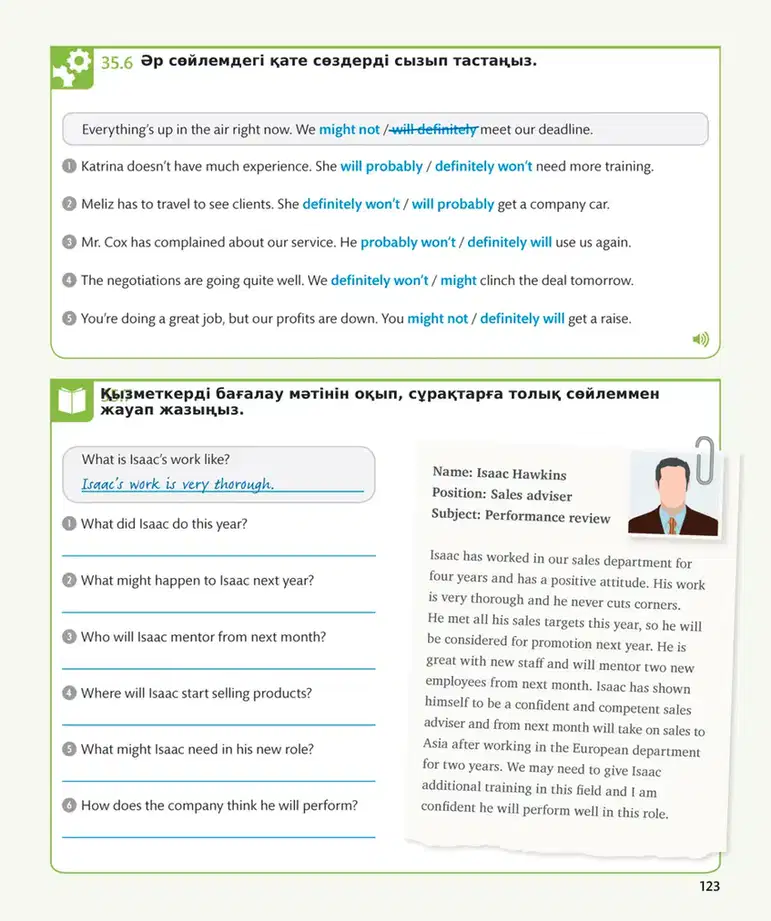 35.6 Әр сөйлемдегі қате сөздерді сызып тастаңыз.
Everything's up in the air right now. We might not / will definitely meet our deadline.
1 Katrina doesn't have much experience. She will probably / definitely won't need more training.
2 Meliz has to travel to see clients. She definitely won't / will probably get a company car.
3 Mr. Cox has complained about our service. He probably won't / definitely will use us again.
4 The negotiations are going quite well. We definitely won't / might clinch the deal tomorrow.
5 You're doing a great job, but our profits are down. You might not / definitely will get a raise.
Қызметкерді бағалау мәтінін оқып, сұрақтарға толық сөйлеммен
жауап жазыңыз.
What is Isaac's work like?
Isaac's work is very thorough.
1 What did Isaac do this year?
2 What might happen to Isaac next year?
3 Who will Isaac mentor from next month?
4 Where will Isaac start selling products?
5 What might Isaac need in his new role?
6 How does the company think he will perform?
Name: Isaac Hawkins
Position: Sales adviser
Subject: Performance review
Isaac has worked in our sales department for
four years and has a positive attitude. His work
is very thorough and he never cuts corners.
He met all his sales targets this year, so he will
be considered for promotion next year. He is
great with new staff and will mentor two new
employees from next month. Isaac has shown
himself to be a confident and competent sales
adviser and from next month will take on sales to
Asia after working in the European department
for two years. We may need to give Isaac
additional training in this field and I am
confident he will perform well in this role.
123